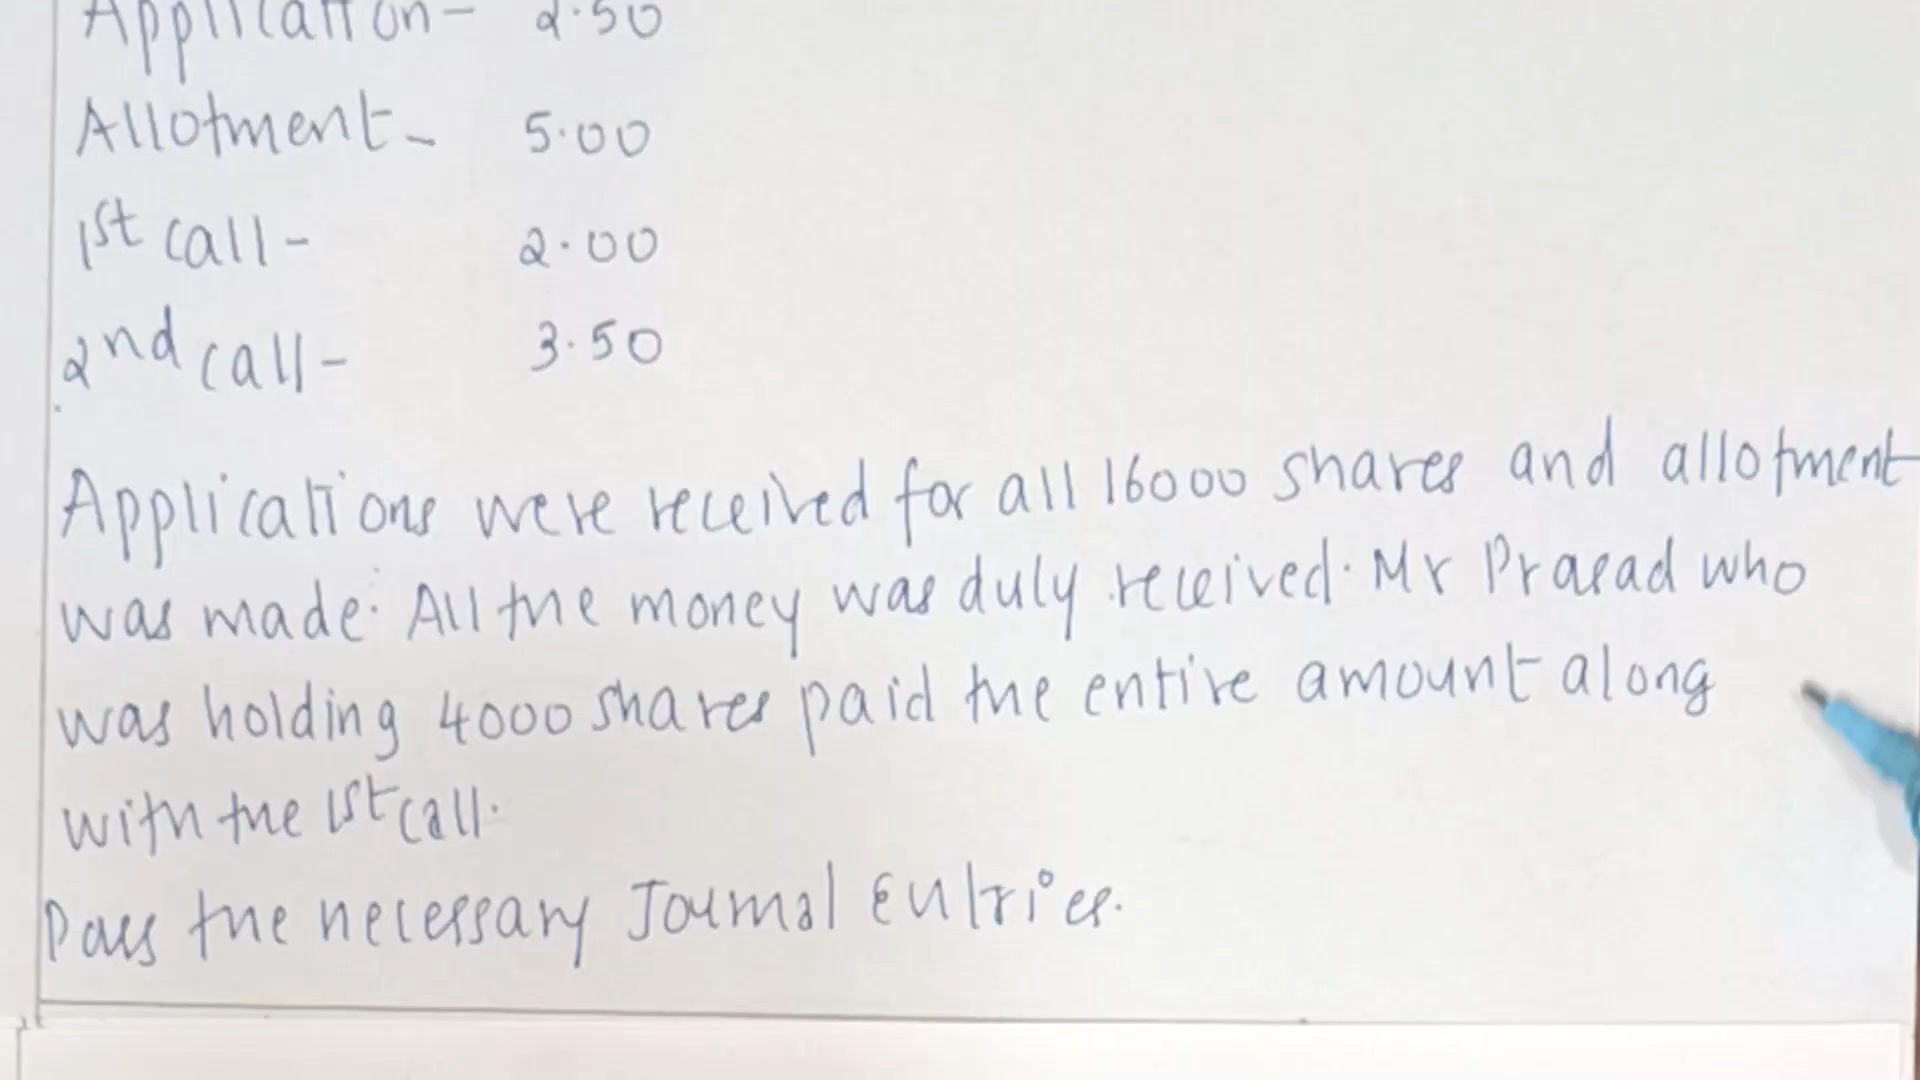 Application - 2.50
Allotment - 5.00
1st call - 2.00
2nd call - 3.50
Applications were received for all 16000 shares and allotment
was made. All the money was duly received. Mr Prasad who
was holding 4000 shares paid the entire amount along
with the 1st call.
Pass the necessary Journal Entries.